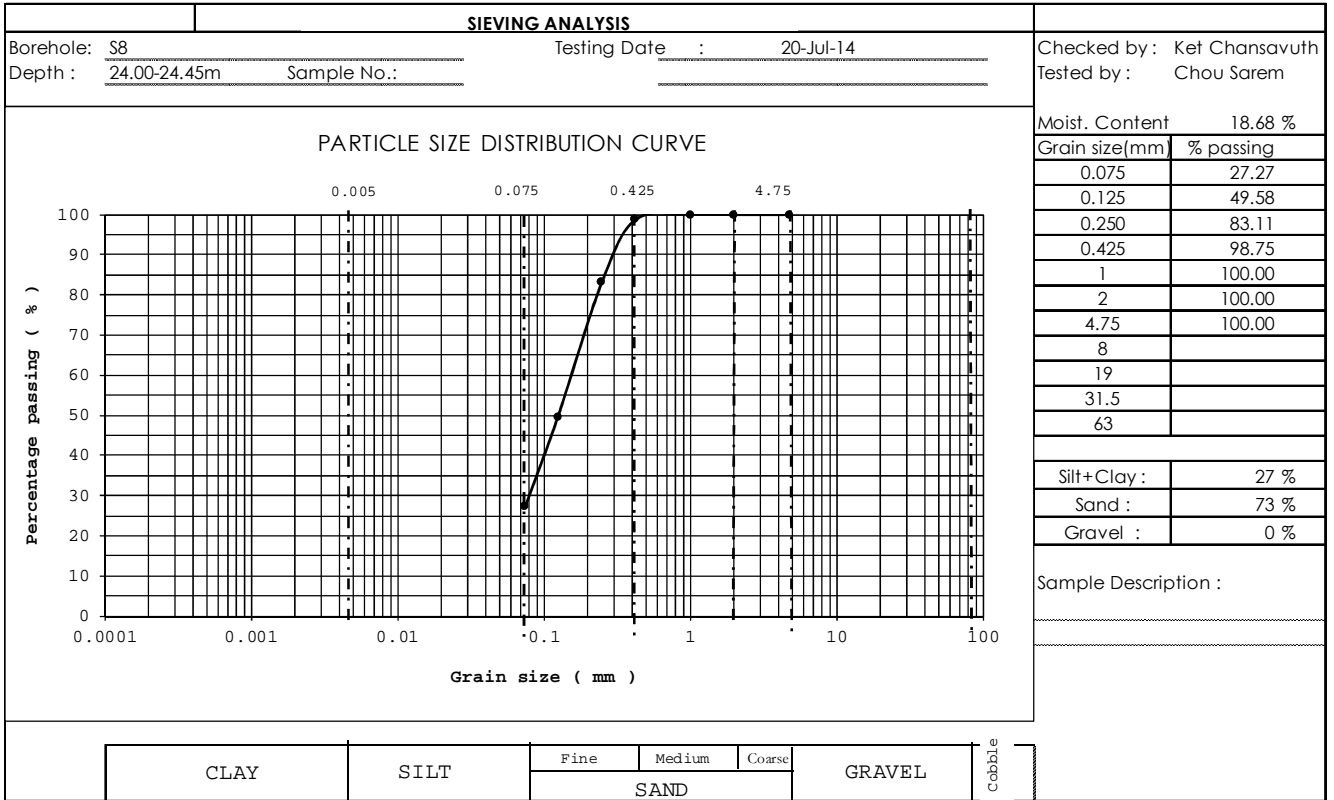 SIEVING ANALYSIS
Borehole: S8 Testing Date : 20-Jul-14
Depth : 24.00-24.45m Sample No.:
Checked by : Ket Chansavuth
Tested by : Chou Sarem
Moist. Content 18.68 %
Grain size(mm) % passing
0.075 27.27
0.125 49.58
0.250 83.11
0.425 98.75
1 100.00
2 100.00
4.75 100.00
8
19
31.5
63
Silt+Clay : 27 %
Sand : 73 %
Gravel : 0 %
Sample Description :
PARTICLE SIZE DISTRIBUTION CURVE
0.005 0.075 0.425 4.75
100
90
80
70
60
50
40
30
20
10
0
Percentage passing ( % )
0.0001 0.001 0.01 0.1 1 10 100
Grain size ( mm )
CLAY SILT Fine Medium Coarse GRAVEL Cobble
SAND